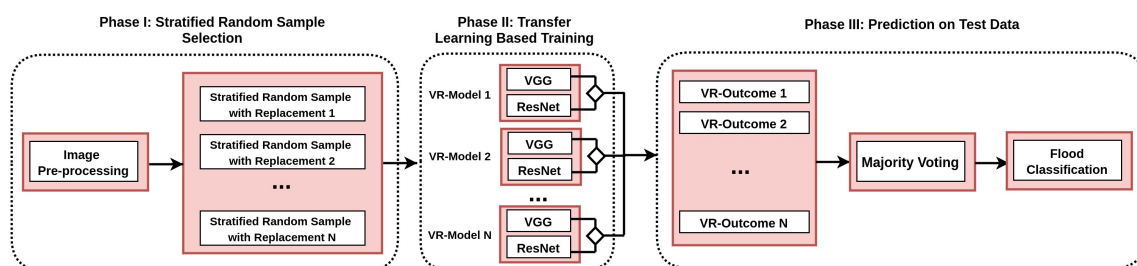 Phase I: Stratified Random Sample
Selection
Image
Pre-processing
Stratified Random Sample
with Replacement 1
Stratified Random Sample
with Replacement 2
...
Stratified Random Sample
with Replacement N
Phase II: Transfer
Learning Based Training
VR-Model 1
VGG
ResNet
VR-Model 2
VGG
ResNet
...
VR-Model N
VGG
ResNet
Phase III: Prediction on Test Data
VR-Outcome 1
VR-Outcome 2
...
VR-Outcome N
Majority Voting
Flood
Classification